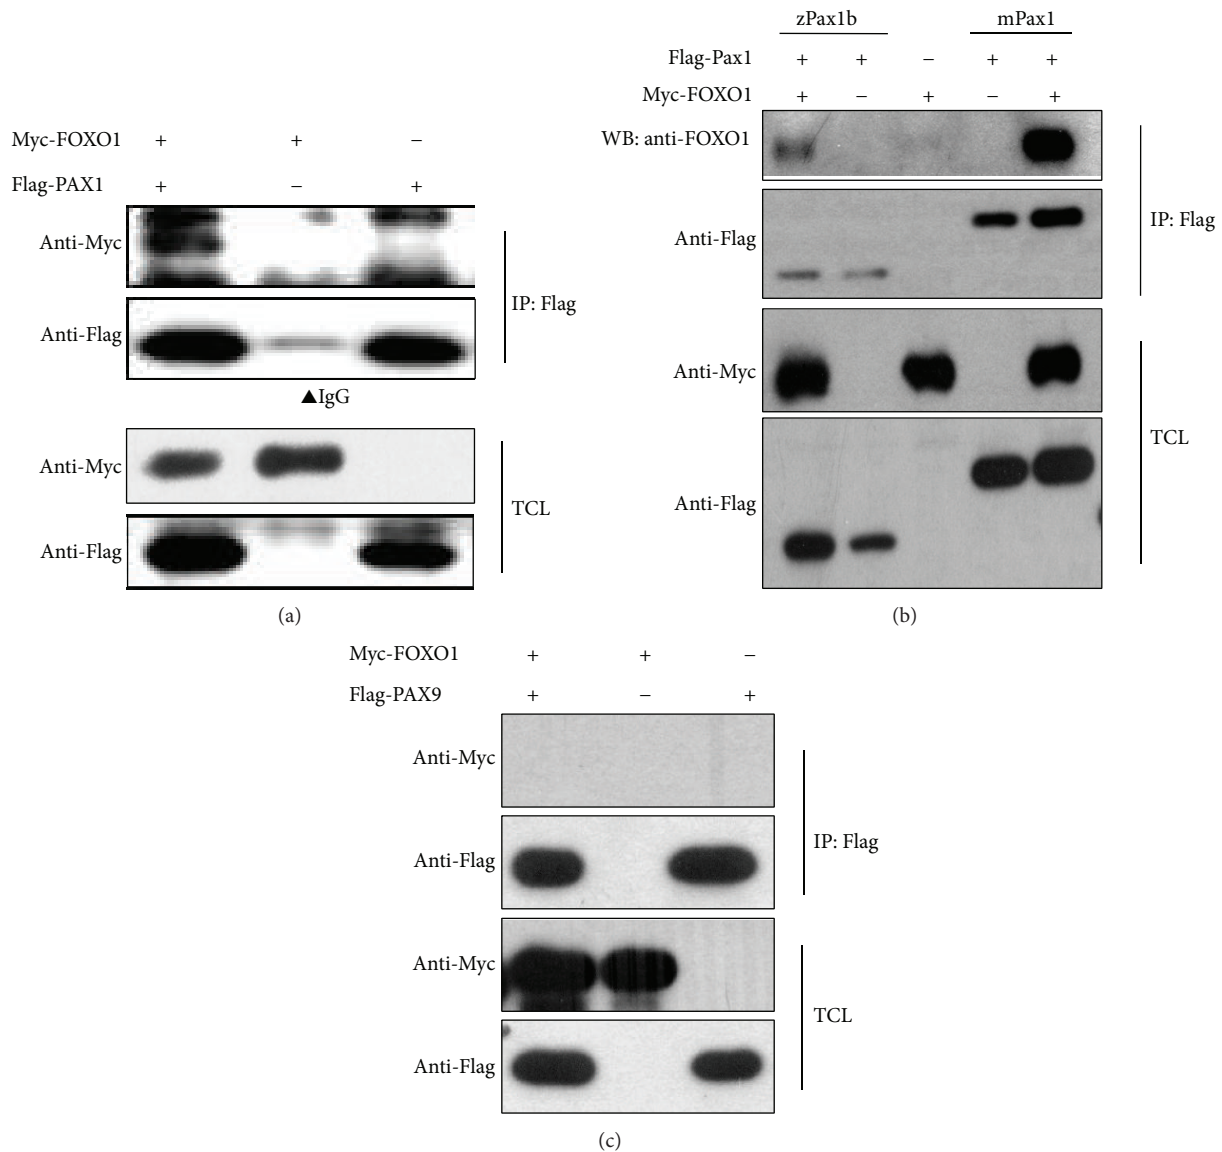 Myc-FOXO1 + + −
Flag-PAX1 + − +
Anti-Myc
Anti-Flag
IP: Flag
▲IgG
Anti-Myc
Anti-Flag
TCL
(a)
zPax1b mPax1
Flag-Pax1 + + − + +
Myc-FOXO1 + − + − +
WB: anti-FOXO1
Anti-Flag
IP: Flag
Anti-Myc
Anti-Flag
TCL
(b)
Myc-FOXO1 + + −
Flag-PAX9 + − +
Anti-Myc
Anti-Flag
IP: Flag
Anti-Myc
Anti-Flag
TCL
(c)